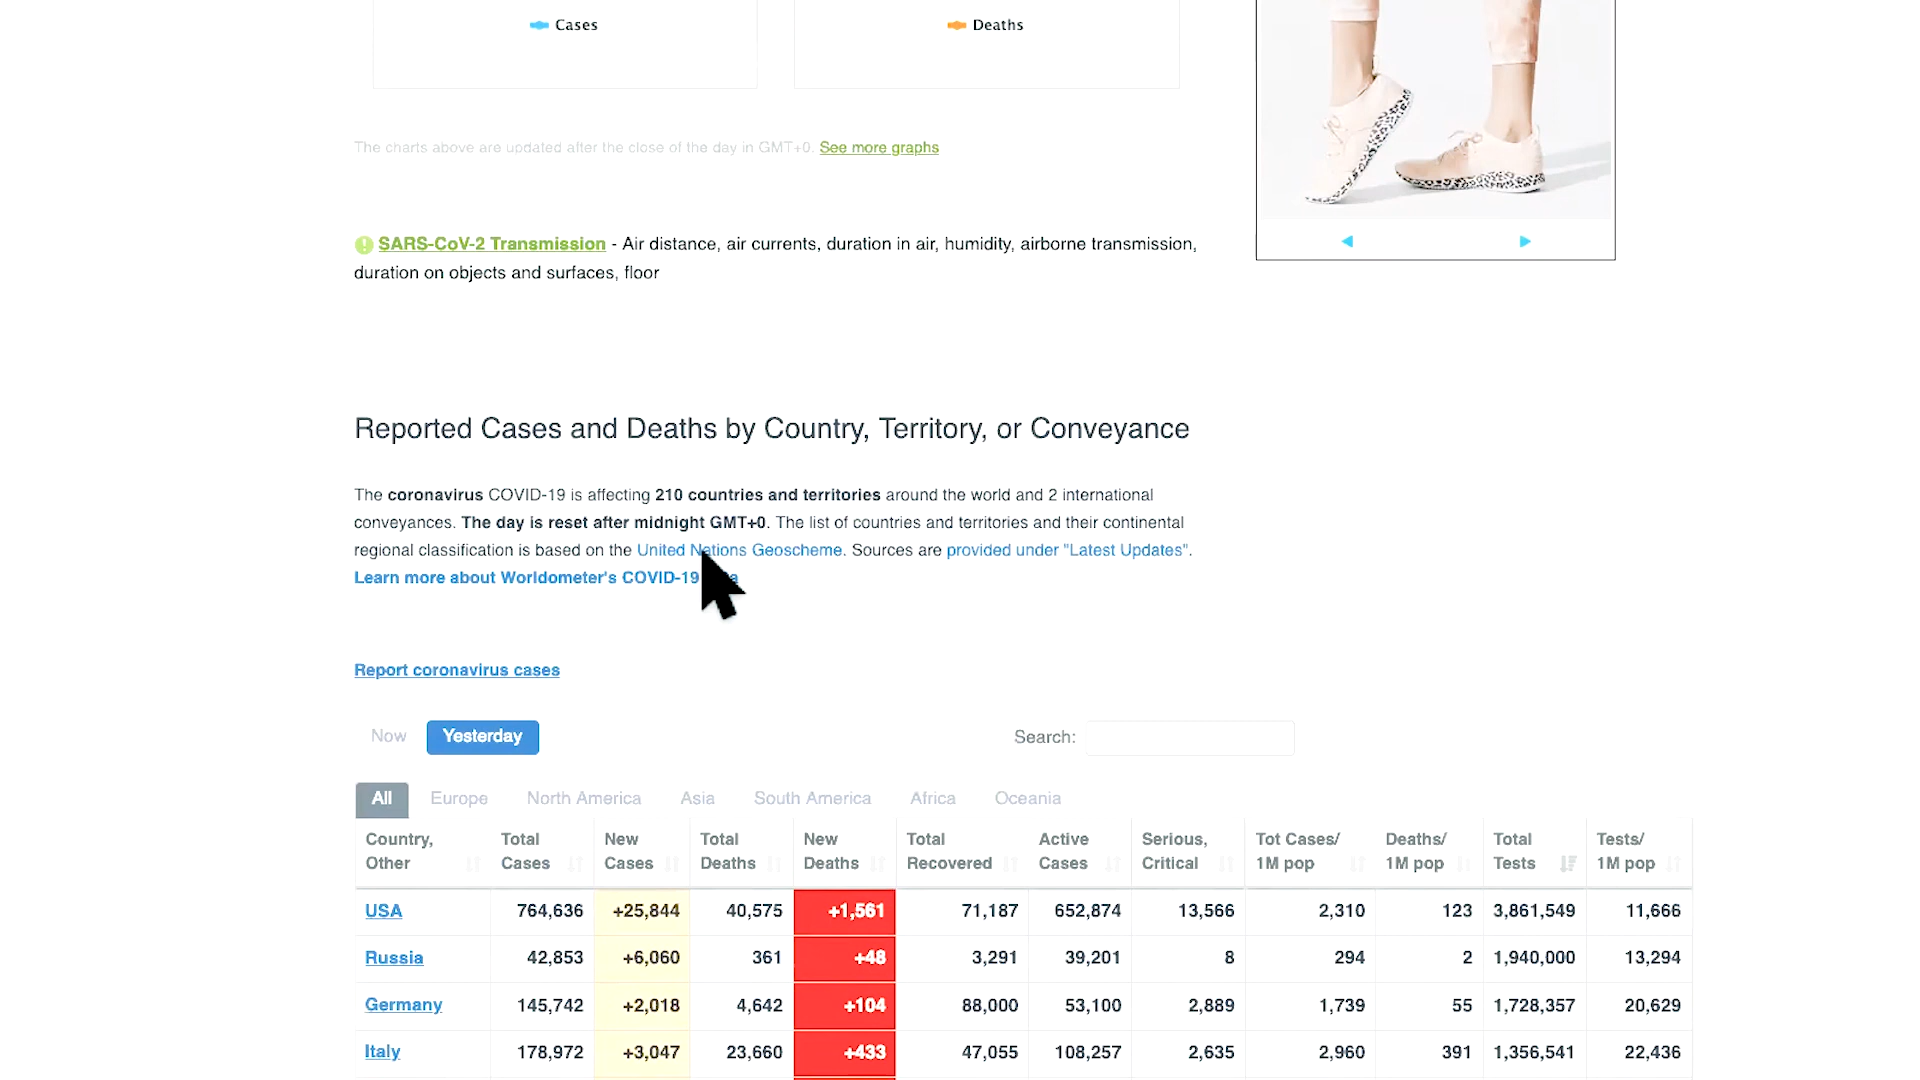 Cases
Deaths
The charts above are updated after the close of the day in GMT+0. See more graphs
SARS-CoV-2 Transmission - Air distance, air currents, duration in air, humidity, airborne transmission,
duration on objects and surfaces, floor
Reported Cases and Deaths by Country, Territory, or Conveyance
The coronavirus COVID-19 is affecting 210 countries and territories around the world and 2 international
conveyances. The day is reset after midnight GMT+0. The list of countries and territories and their continental
regional classification is based on the United Nations Geoscheme. Sources are provided under "Latest Updates".
Learn more about Worldometer's COVID-19
Report coronavirus cases
Now Yesterday Search:
All Europe North America Asia South America Africa Oceania
Country, Total New Total New Total Active Serious, Tot Cases/ Deaths/ Total Tests/
Other Cases Cases Deaths Deaths Recovered Cases Critical 1M pop 1M pop Tests 1M pop
USA 764,636 +25,844 40,575 +1,561 71,187 652,874 13,566 2,310 123 3,861,549 11,666
Russia 42,853 +6,060 361 +48 3,291 39,201 8 294 2 1,940,000 13,294
Germany 145,742 +2,018 4,642 +104 88,000 53,100 2,889 1,739 55 1,728,357 20,629
Italy 178,972 +3,047 23,660 +433 47,055 108,257 2,635 2,960 391 1,356,541 22,436